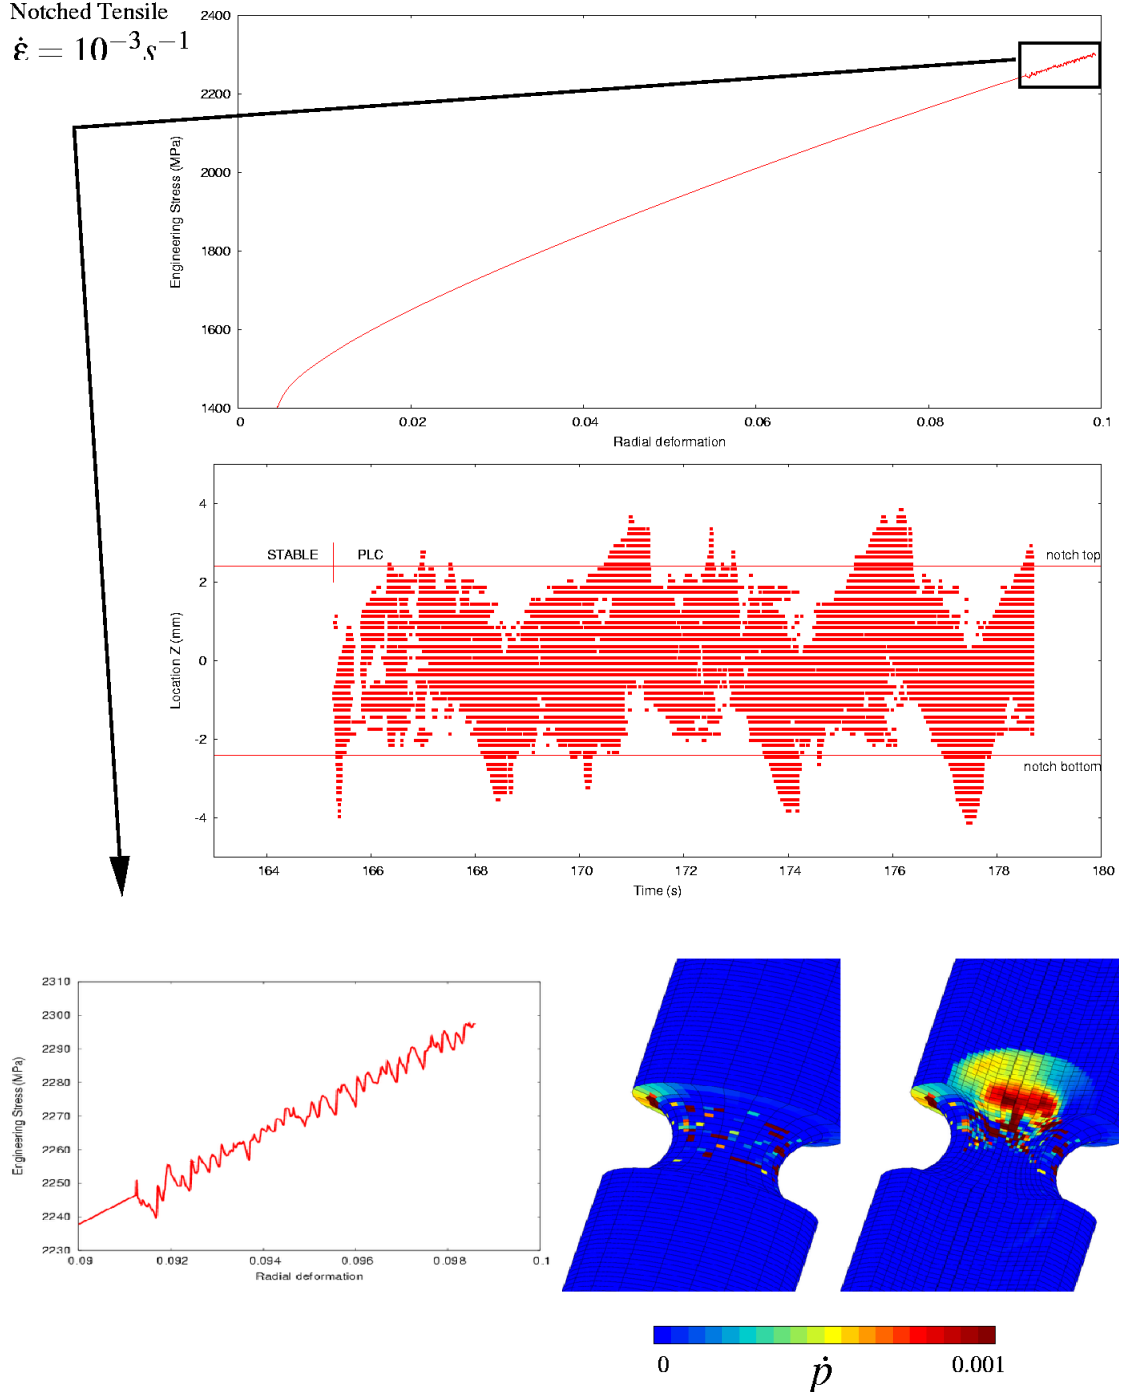 Notched Tensile
ε̇ = 10⁻³s⁻¹
2400
2200
2000
1800
1600
1400
Engineering Stress (MPa)
0 0.02 0.04 0.06 0.08 0.1
Radial deformation
4
2
0
-2
-4
Location Z (mm)
STABLE PLC
notch top
notch bottom
164 166 168 170 172 174 176 178 180
Time (s)
2310
2300
2290
2280
2270
2260
2250
2240
2230
Engineering Stress (MPa)
0.09 0.092 0.094 0.096 0.098 0.1
Radial deformation
0 0.001
ṗ